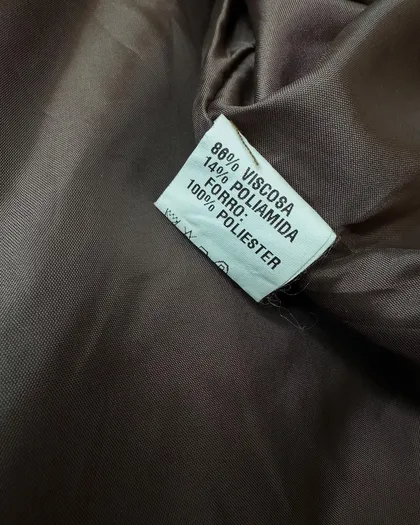 86% VISCOSA
14% POLIAMIDA
FORRO:
100% POLIESTER